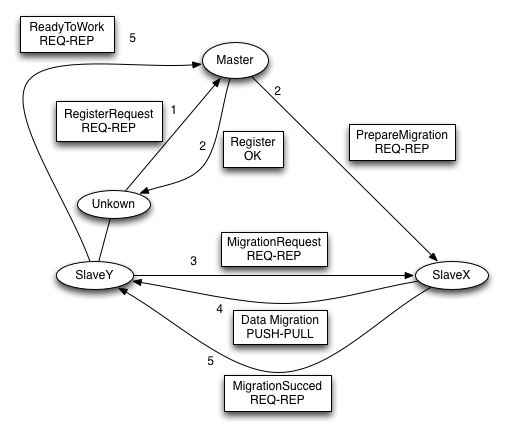 ReadyToWork
REQ-REP
5
Master
RegisterRequest
REQ-REP
1
2
2
Register
OK
PrepareMigration
REQ-REP
Unkown
MigrationRequest
REQ-REP
3
SlaveY
SlaveX
4
Data Migration
PUSH-PULL
5
MigrationSucced
REQ-REP